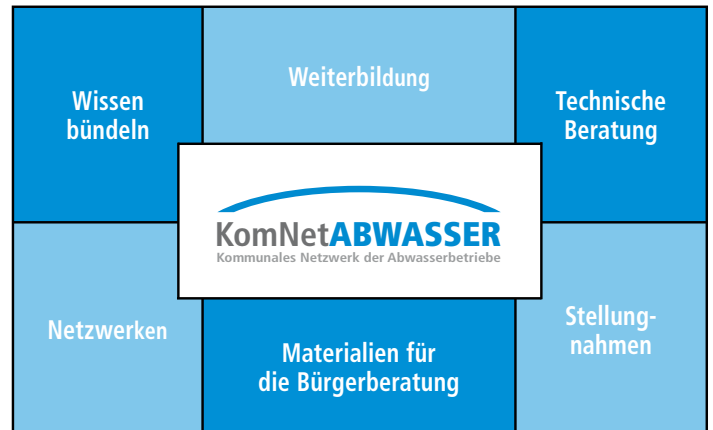 Wissen
bündeln
Weiterbildung
Technische
Beratung
KomNetABWASSER
Kommunales Netzwerk der Abwasserbetriebe
Netzwerken
Materialien für
die Bürgerberatung
Stellung-
nahmen